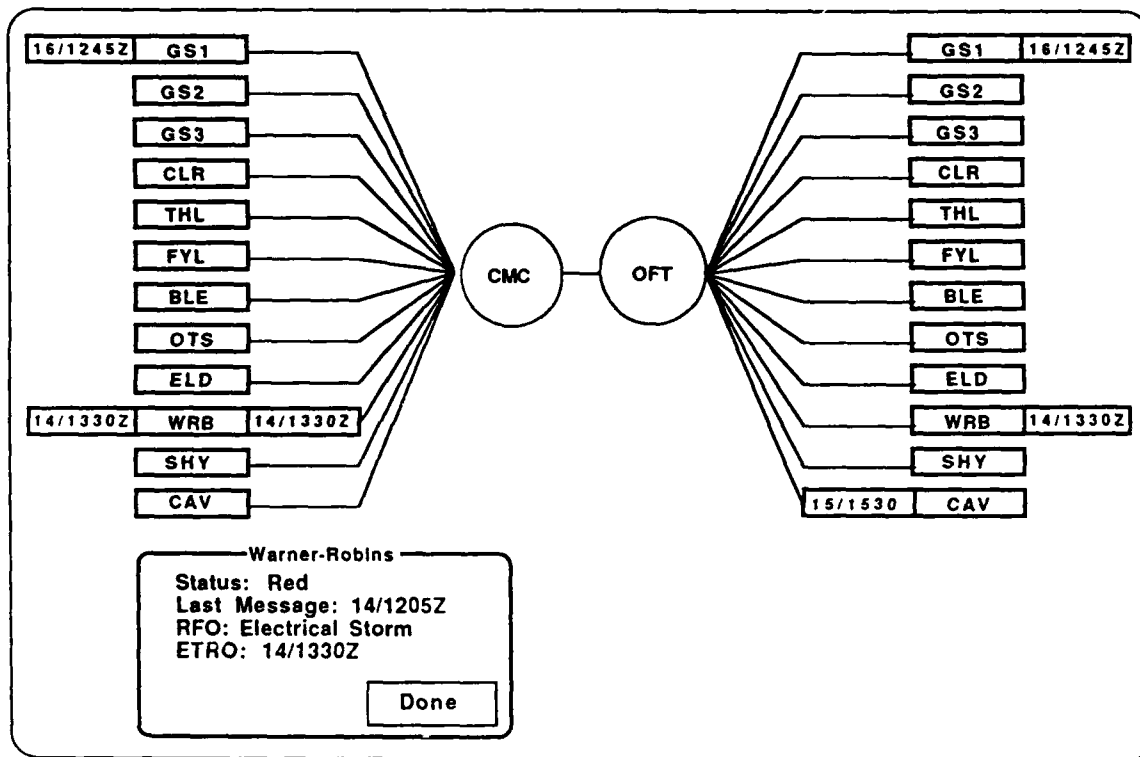 16/1245Z GS1
GS2
GS3
CLR
THL
FYL
BLE
OTS
ELD
14/1330Z WRB 14/1330Z
SHY
CAV
CMC
OFT
GS1 16/1245Z
GS2
GS3
CLR
THL
FYL
BLE
OTS
ELD
WRB 14/1330Z
SHY
15/1530 CAV
Warner-Robins
Status: Red
Last Message: 14/1205Z
RFO: Electrical Storm
ETRO: 14/1330Z
Done